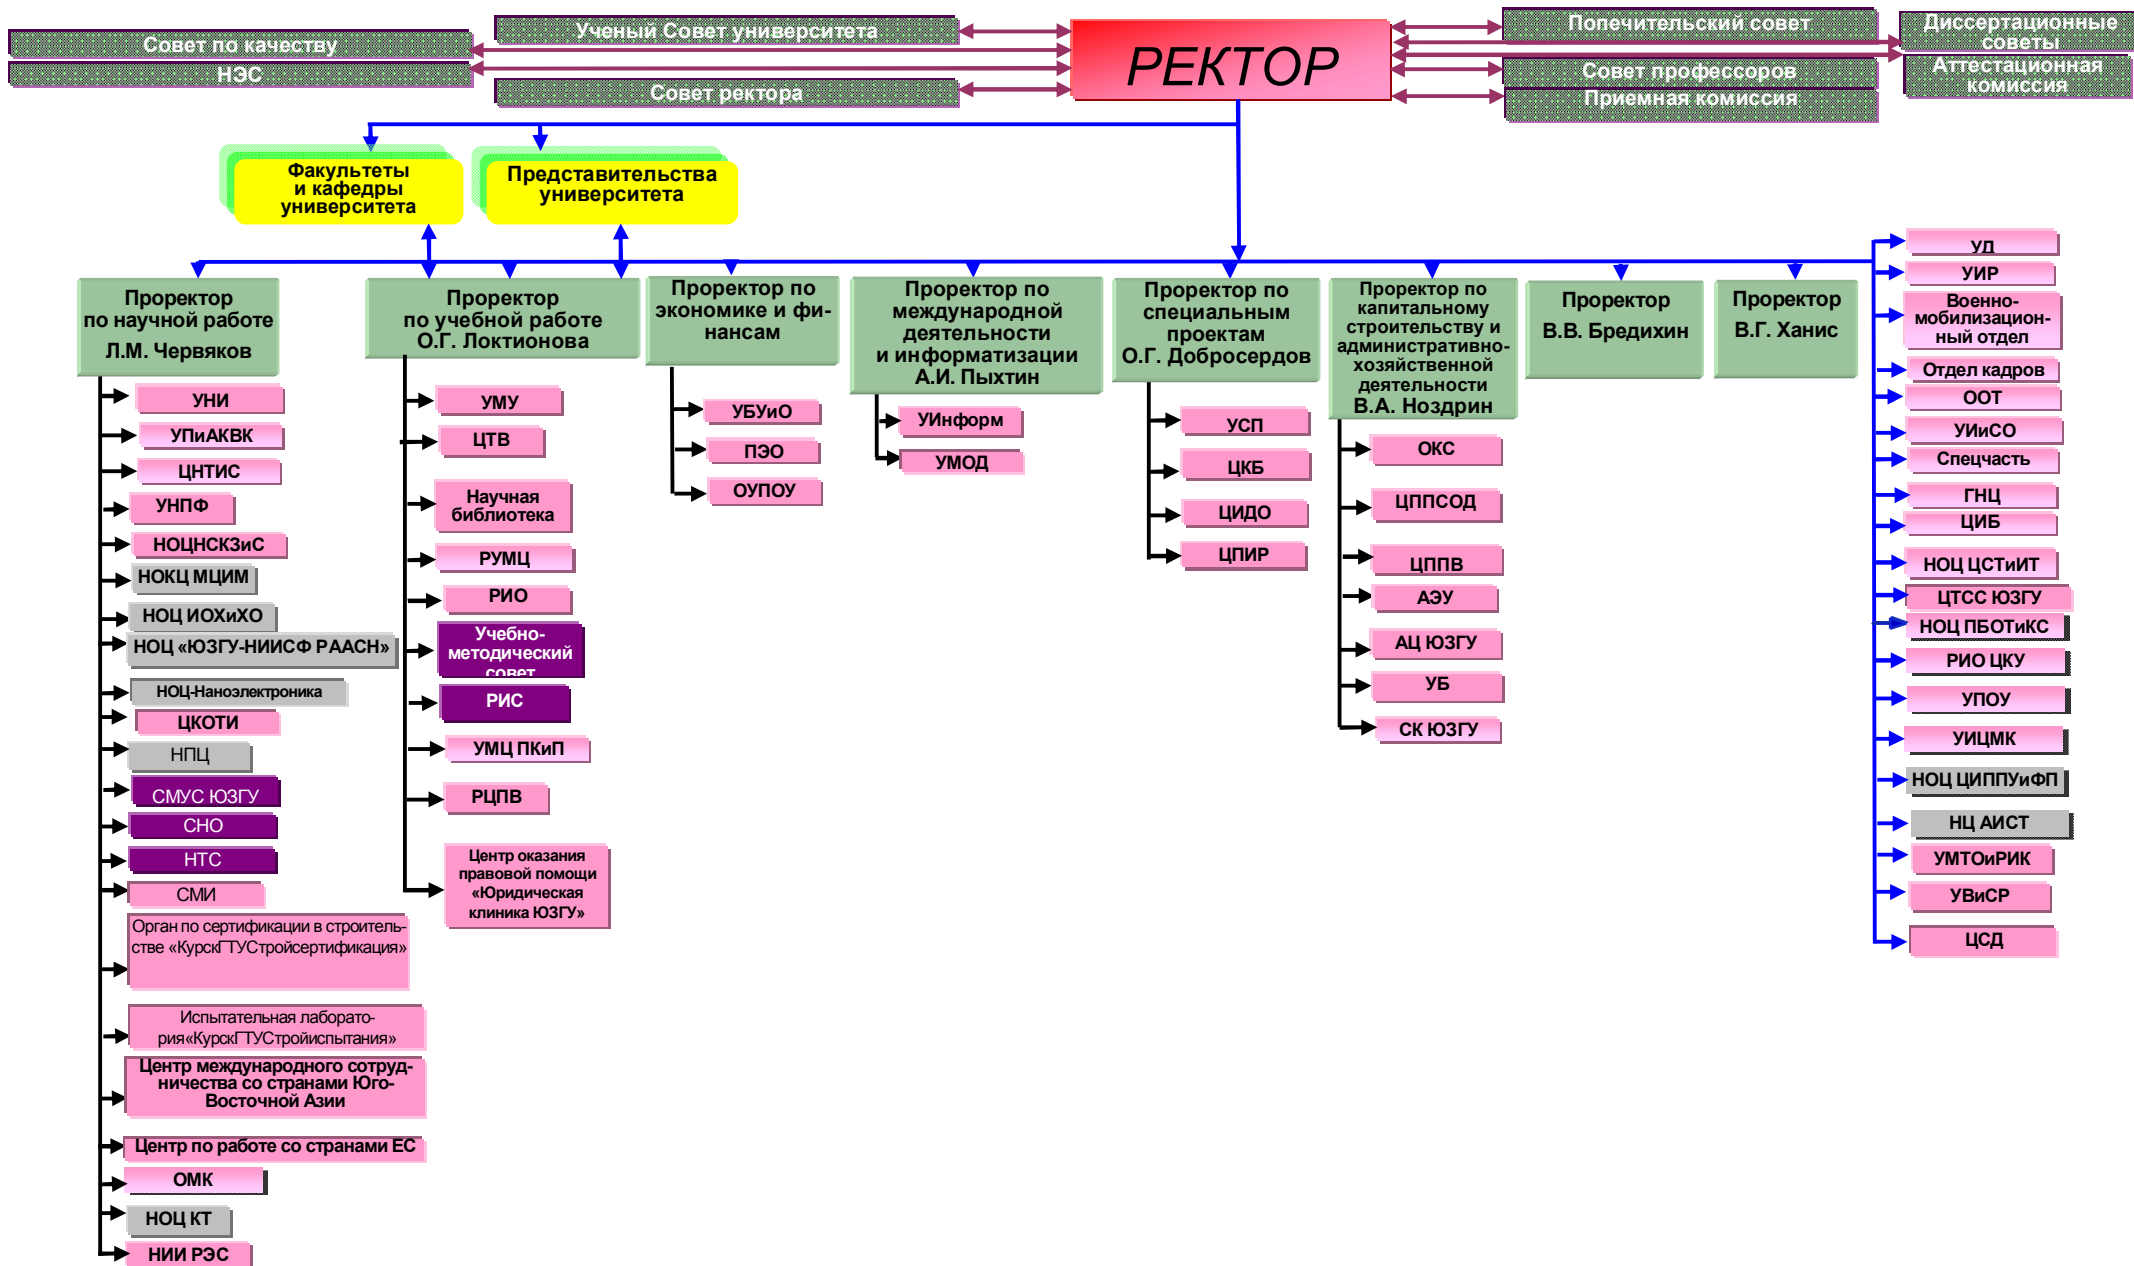 Ученый Совет университета
Совет по качеству
НЭС
Совет ректора
РЕКТОР
Попечительский совет
Диссертационные
советы
Совет профессоров
Аттестационная
комиссия
Приемная комиссия
Факультеты
и кафедры
университета
Представительства
университета
Проректор
по научной работе
Л.М. Червяков
УНИ
УПиАКВК
ЦНТИС
УНПФ
НОЦНСКЗиС
НОКЦ МЦИМ
НОЦ ИОХиХО
НОЦ «ЮЗГУ-НИИСФ РААСН»
НОЦ-Наноэлектроника
ЦКОТИ
НПЦ
СМУС ЮЗГУ
СНО
НТС
СМИ
Орган по сертификации в строитель-
стве «КурскГТУСтройсертификация»
Испытательная лаборато-
рия«КурскГТУСтройиспытания»
Центр международного сотруд-
ничества со странами Юго-
Восточной Азии
Центр по работе со странами ЕС
ОМК
НОЦ КТ
НИИ РЭС
Проректор
по учебной работе
О.Г. Локтионова
УМУ
ЦТВ
Научная
библиотека
РУМЦ
РИО
Учебно-
методический
совет
РИС
УМЦ ПКиП
РЦПВ
Центр оказания
правовой помощи
«Юридическая
клиника ЮЗГУ»
Проректор по
экономике и фи-
нансам
УБУиО
ПЭО
ОУПОУ
Проректор по
международной
деятельности
и информатизации
А.И. Пыхтин
УИнформ
УМОД
Проректор по
специальным
проектам
О.Г. Добросердов
УСП
ЦКБ
ЦИДО
ЦПИР
Проректор по
капитальному
строительству и
административно-
хозяйственной
деятельности
В.А. Ноздрин
ОКС
ЦППСОД
ЦППВ
АЭУ
АЦ ЮЗГУ
УБ
СК ЮЗГУ
Проректор
В.В. Бредихин
Проректор
В.Г. Ханис
УД
УИР
Военно-
мобилизацион-
ный отдел
Отдел кадров
ООТ
УИиСО
Спецчасть
ГНЦ
ЦИБ
НОЦ ЦСТиИТ
ЦТСС ЮЗГУ
НОЦ ПБОТиКС
РИО ЦКУ
УПОУ
УИЦМК
НОЦ ЦИППУиФП
НЦ АИСТ
УМТОиРИК
УВиСР
ЦСД